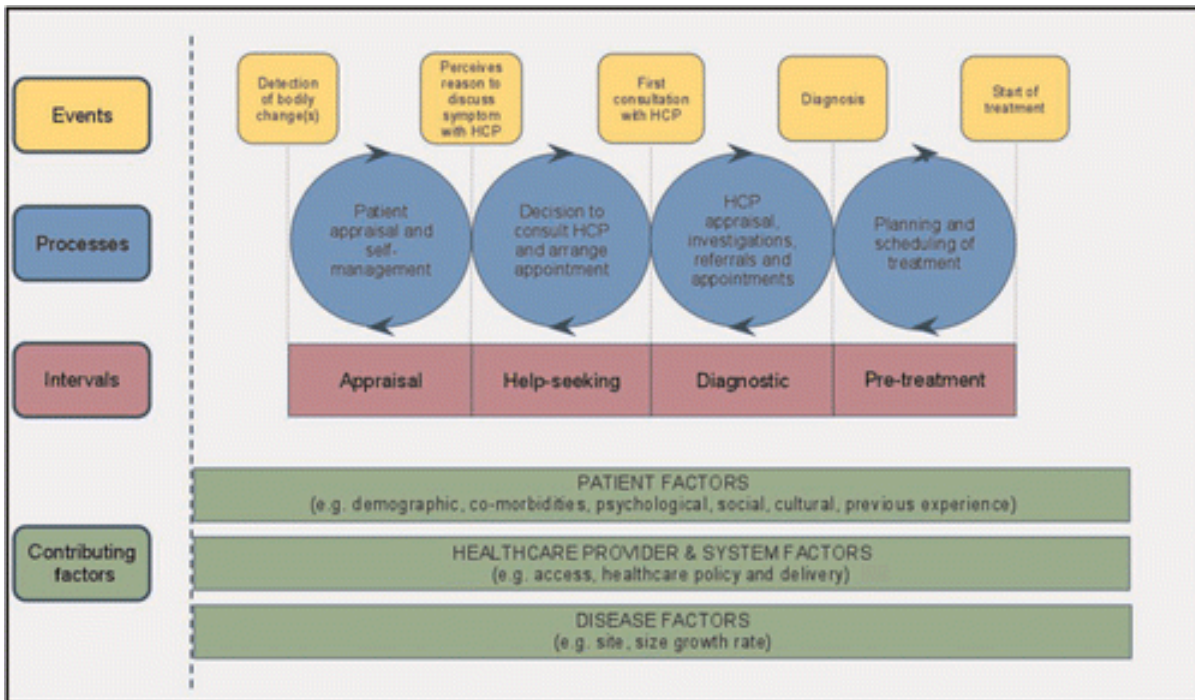 Events
Detection
of bodily
change(s)
Perceives
reason to
discuss
symptom
with HCP
First
consultation
with HCP
Diagnosis
Start of
treatment
Processes
Patient
appraisal and
self-
management
Decision to
consult HCP
and arrange
appointment
HCP
appraisal,
investigations,
referrals and
appointments
Planning and
scheduling of
treatment
Intervals
Appraisal
Help-seeking
Diagnostic
Pre-treatment
Contributing
factors
PATIENT FACTORS
(e.g. demographic, co-morbidities, psychological, social, cultural, previous experience)
HEALTHCARE PROVIDER & SYSTEM FACTORS
(e.g. access, healthcare policy and delivery)
DISEASE FACTORS
(e.g. site, size growth rate)